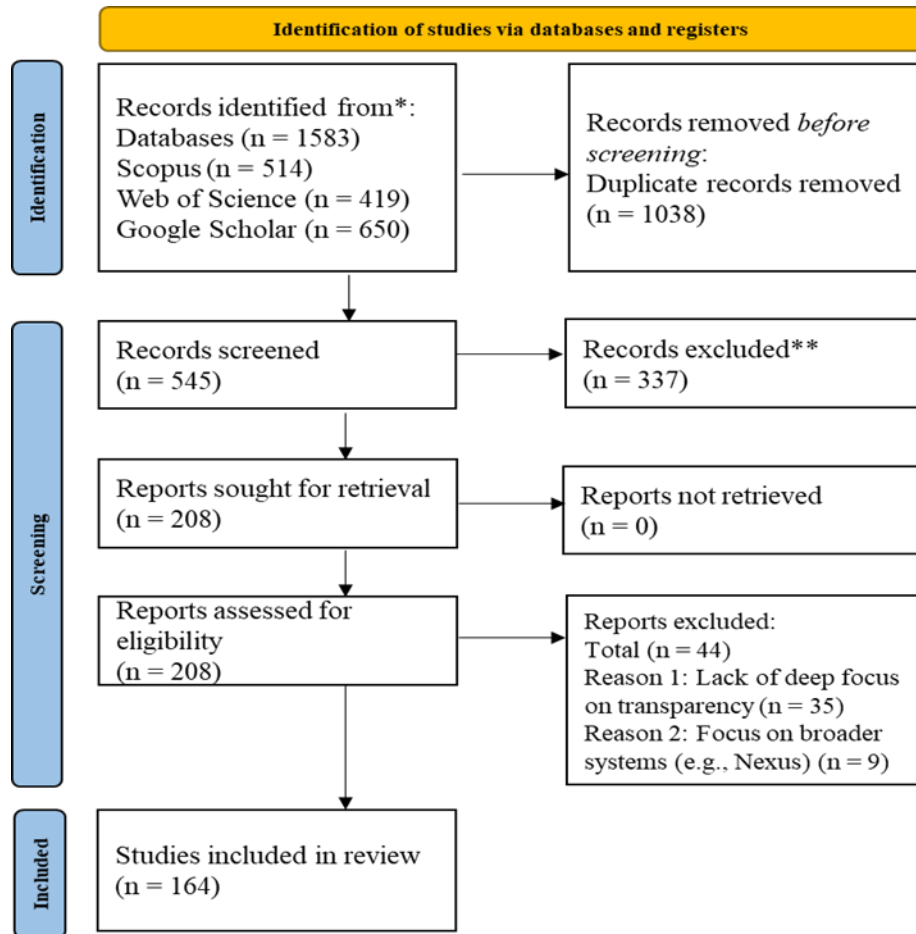 Identification of studies via databases and registers
Identification
Records identified from*:
Databases (n = 1583)
Scopus (n = 514)
Web of Science (n = 419)
Google Scholar (n = 650)
Records removed before
screening:
Duplicate records removed
(n = 1038)
Screening
Records screened
(n = 545)
Records excluded**
(n = 337)
Reports sought for retrieval
(n = 208)
Reports not retrieved
(n = 0)
Reports assessed for
eligibility
(n = 208)
Reports excluded:
Total (n = 44)
Reason 1: Lack of deep focus
on transparency (n = 35)
Reason 2: Focus on broader
systems (e.g., Nexus) (n = 9)
Included
Studies included in review
(n = 164)